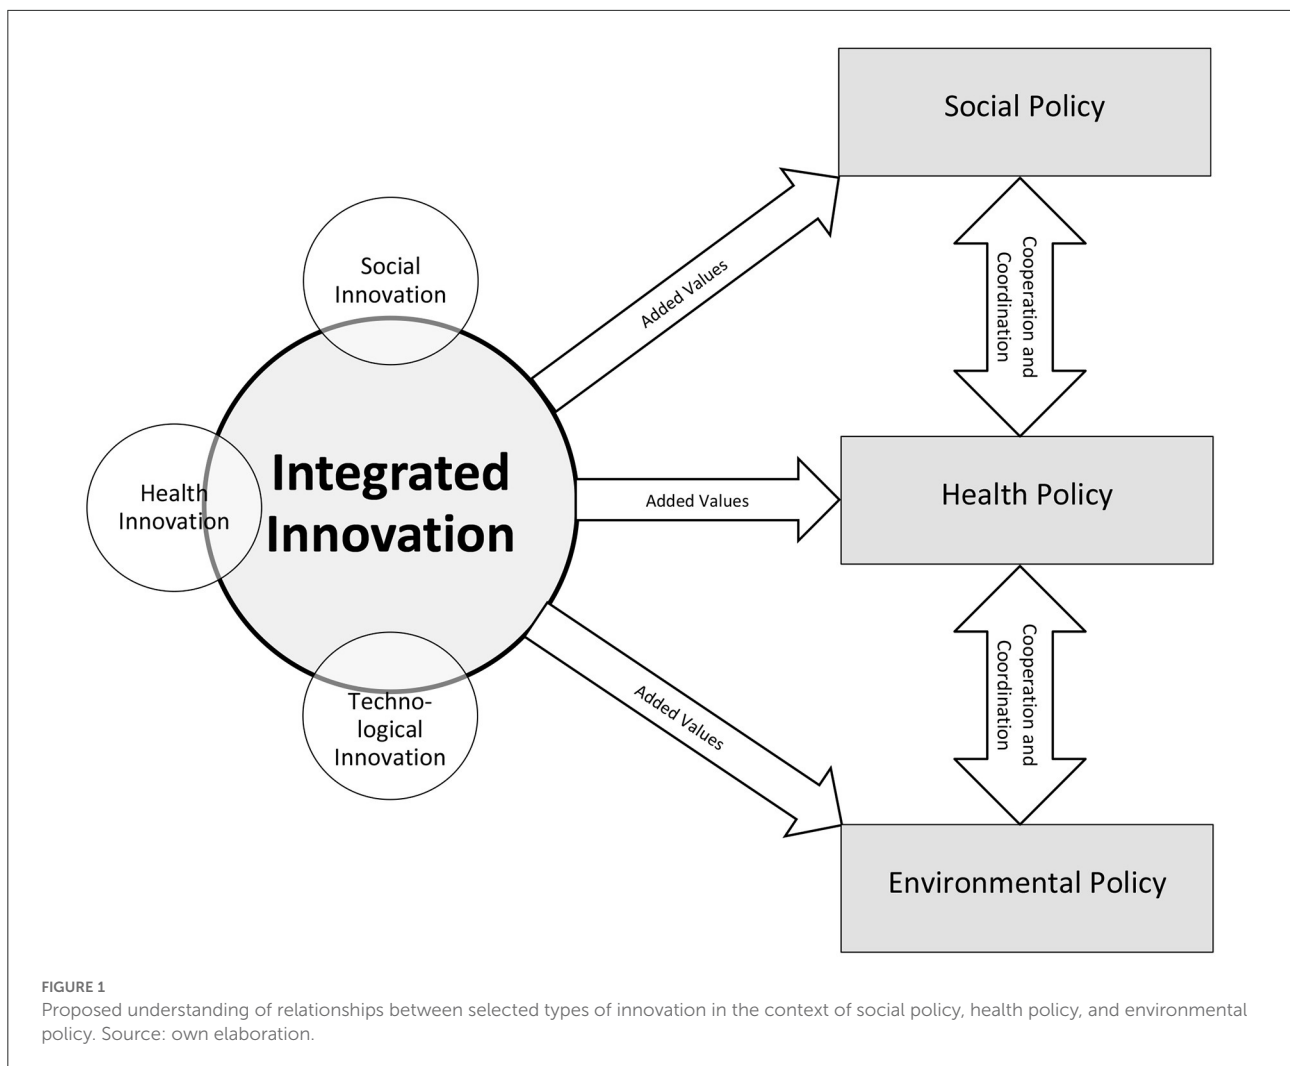 Social Policy
Social
Innovation
Added Values
Cooperation and
Coordination
Integrated
Innovation
Health
Innovation
Added Values
Health Policy
Techno-
logical
Innovation
Added Values
Cooperation and
Coordination
Environmental Policy
FIGURE 1
Proposed understanding of relationships between selected types of innovation in the context of social policy, health policy, and environmental
policy. Source: own elaboration.